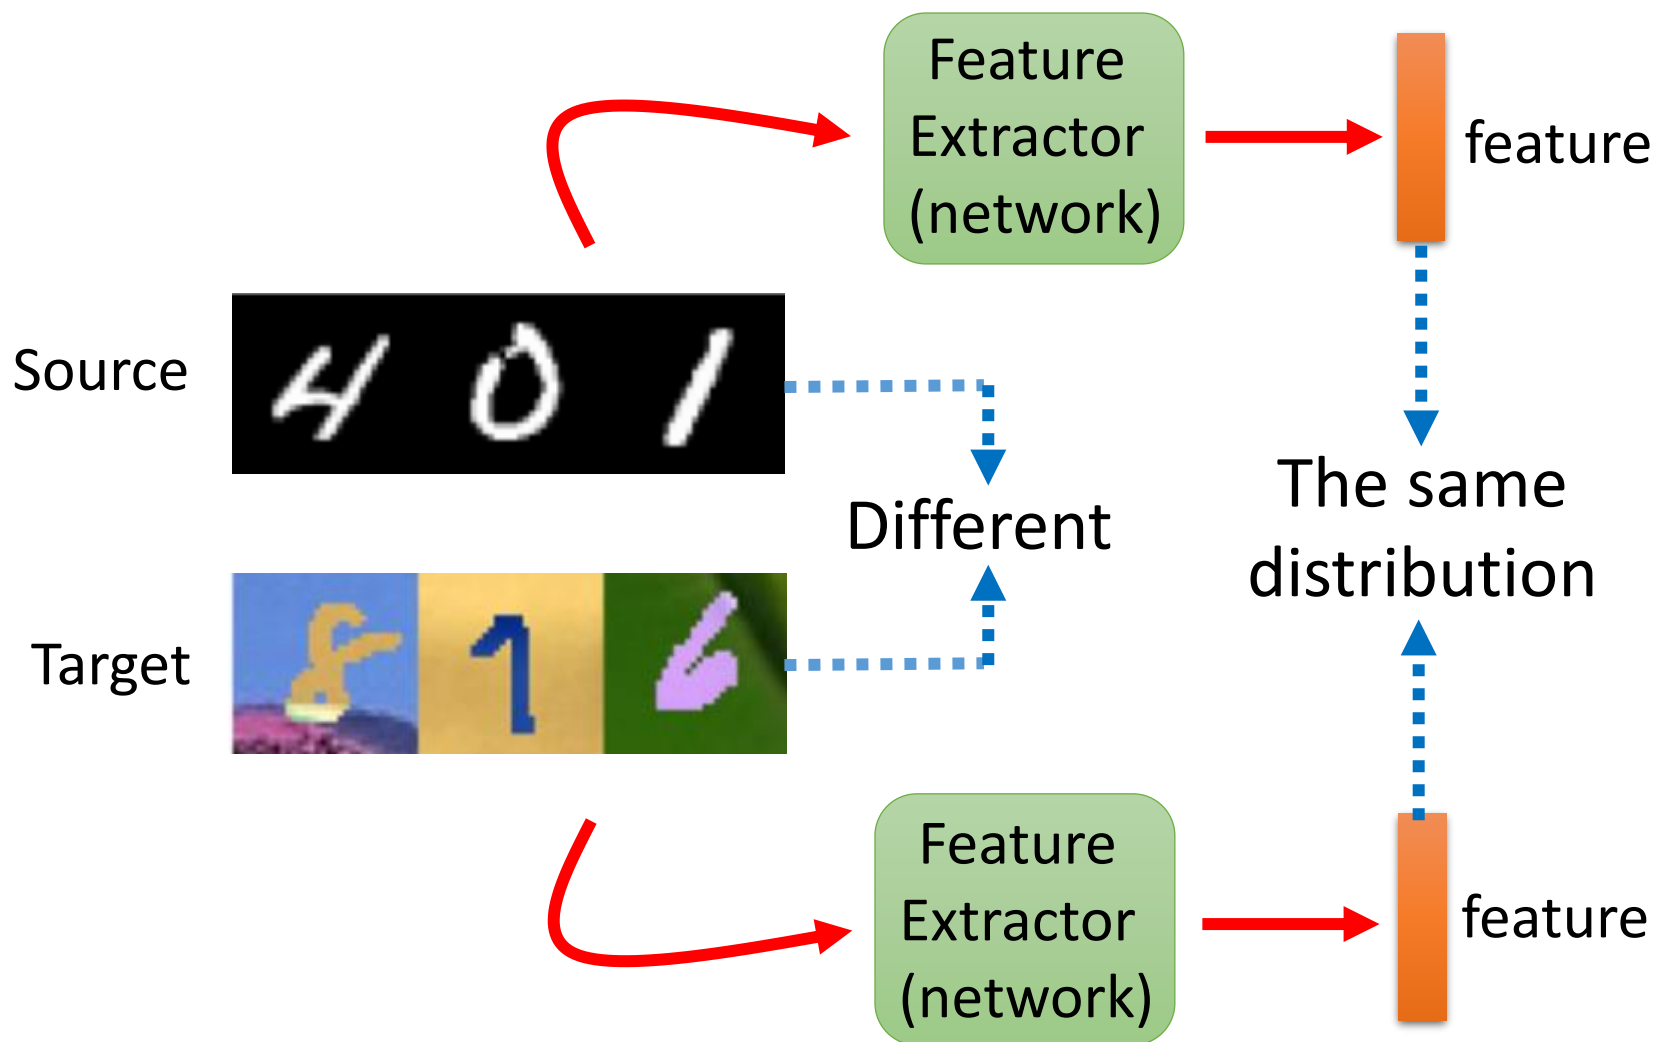 Feature
Extractor
(network)
feature
Source
4 0 1
Different
The same
distribution
Target
8 1 6
Feature
Extractor
(network)
feature